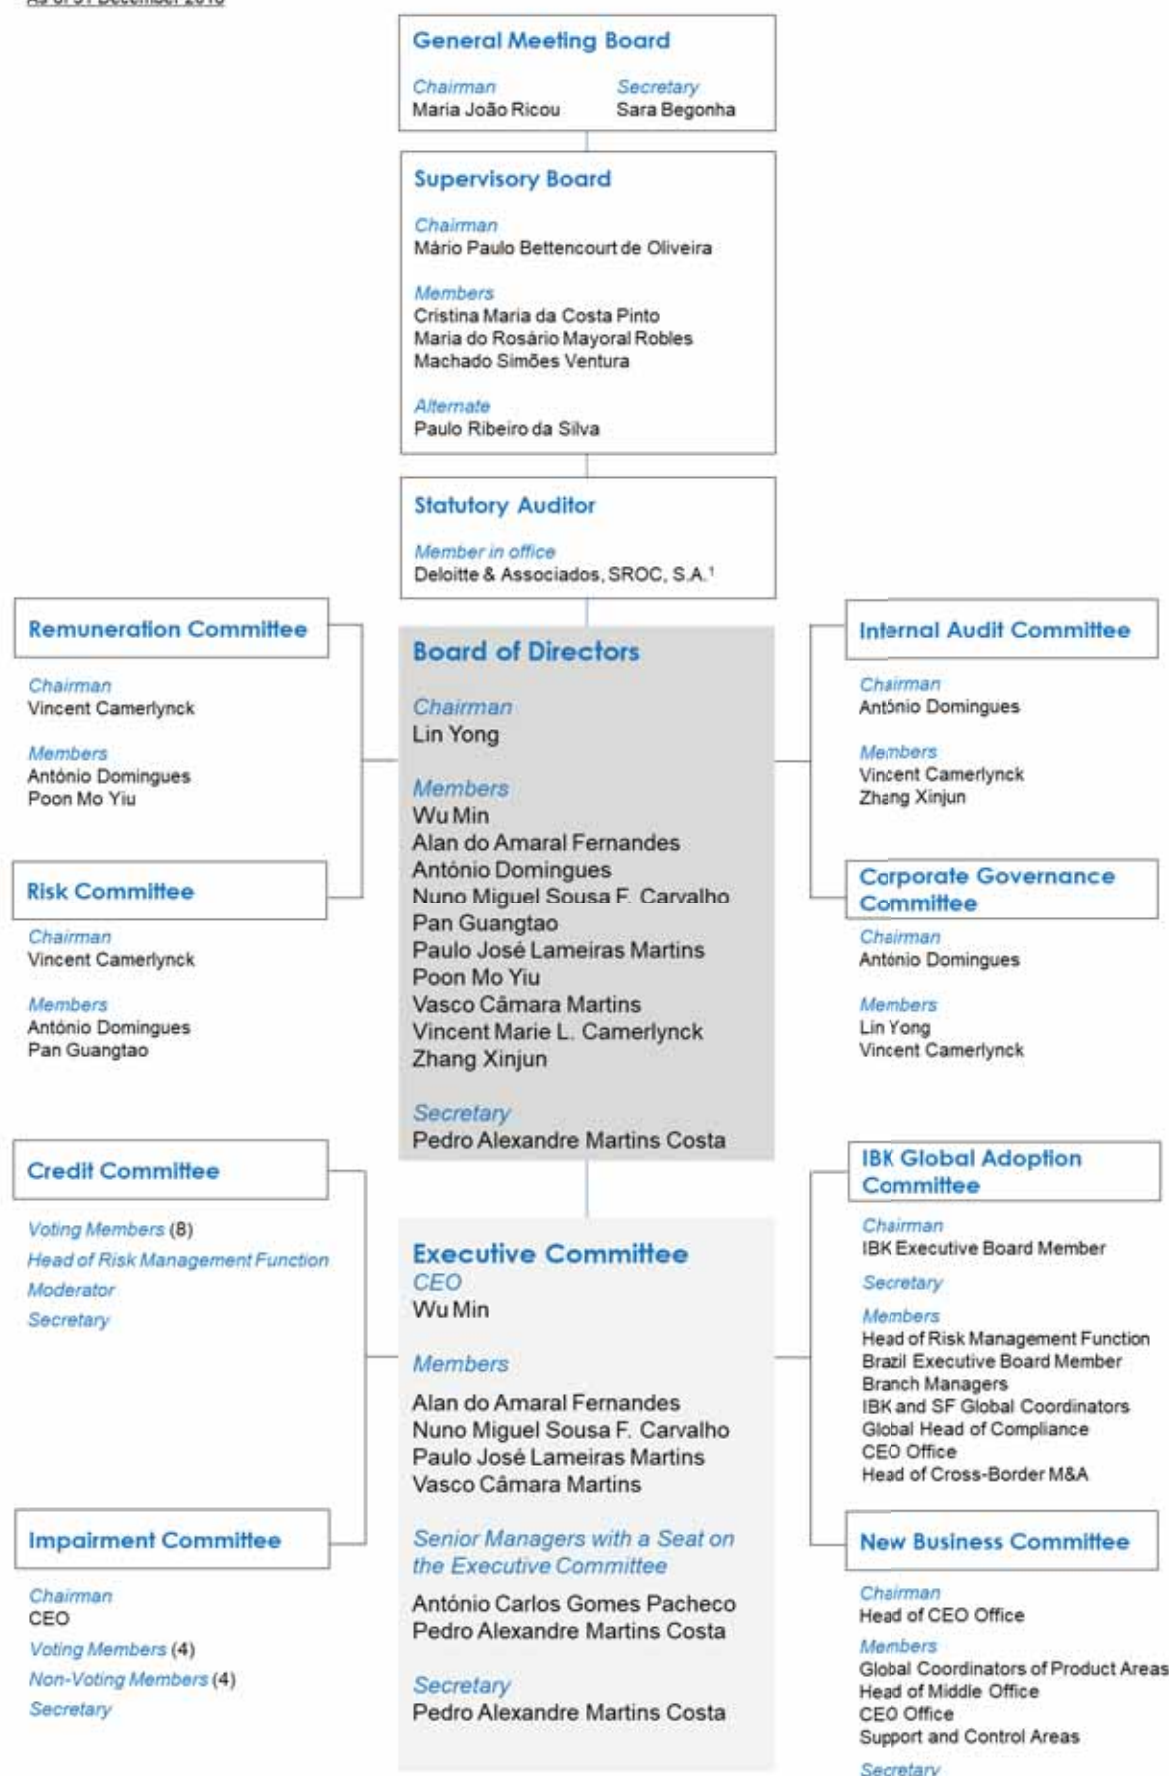 General Meeting Board
Chairman
Secretary
Maria João Ricou
Sara Begonha
Supervisory Board
Chairman
Mário Paulo Bettencourt de Oliveira
Members
Cristina Maria da Costa Pinto
Maria do Rosário Mayoral Robles
Machado Simões Ventura
Alternate
Paulo Ribeiro da Silva
Statutory Auditor
Member in office
Deloitte & Associados, SROC, S.A.¹
Remuneration Committee
Chairman
Vincent Camerlynck
Members
António Domingues
Poon Mo Yiu
Risk Committee
Chairman
Vincent Camerlynck
Members
António Domingues
Pan Guangtao
Board of Directors
Chairman
Lin Yong
Members
Wu Min
Alan do Amaral Fernandes
António Domingues
Nuno Miguel Sousa F. Carvalho
Pan Guangtao
Paulo José Lameiras Martins
Poon Mo Yiu
Vasco Câmara Martins
Vincent Marie L. Camerlynck
Zhang Xinjun
Secretary
Pedro Alexandre Martins Costa
Internal Audit Committee
Chairman
António Domingues
Members
Vincent Camerlynck
Zhang Xinjun
Corporate Governance
Committee
Chairman
António Domingues
Members
Lin Yong
Vincent Camerlynck
Credit Committee
Voting Members (8)
Head of Risk Management Function
Moderator
Secretary
Impairment Committee
Chairman
CEO
Voting Members (4)
Non-Voting Members (4)
Secretary
Executive Committee
CEO
Wu Min
Members
Alan do Amaral Fernandes
Nuno Miguel Sousa F. Carvalho
Paulo José Lameiras Martins
Vasco Câmara Martins
Senior Managers with a Seat on
the Executive Committee
António Carlos Gomes Pacheco
Pedro Alexandre Martins Costa
Secretary
Pedro Alexandre Martins Costa
IBK Global Adoption
Committee
Chairman
IBK Executive Board Member
Secretary
Members
Head of Risk Management Function
Brazil Executive Board Member
Branch Managers
IBK and SF Global Coordinators
Global Head of Compliance
CEO Office
Head of Cross-Border M&A
New Business Committee
Chairman
Head of CEO Office
Members
Global Coordinators of Product Areas
Head of Middle Office
CEO Office
Support and Control Areas
Secretary